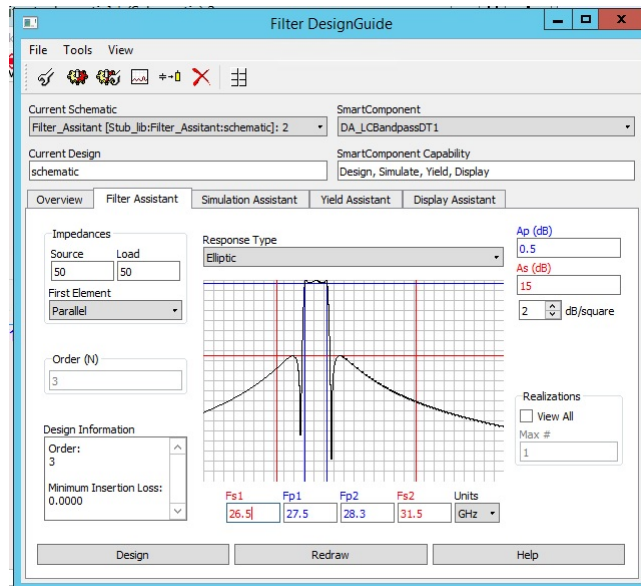 Filter DesignGuide
File Tools View
Current Schematic
SmartComponent
Filter_Assitant [Stub_lib:Filter_Assitant:schematic]: 2
DA_LCBandpassDT1
Current Design
SmartComponent Capability
schematic
Design, Simulate, Yield, Display
Overview Filter Assistant Simulation Assistant Yield Assistant Display Assistant
Impedances
Source Load
50 50
First Element
Parallel
Order (N)
3
Design Information
Order:
3
Minimum Insertion Loss:
0.0000
Response Type
Elliptic
Fs1 Fp1 Fp2 Fs2 Units
26.5 27.5 28.3 31.5 GHz
Ap (dB)
0.5
As (dB)
15
2 dB/square
Realizations
View All
Max #
1
Design Redraw Help